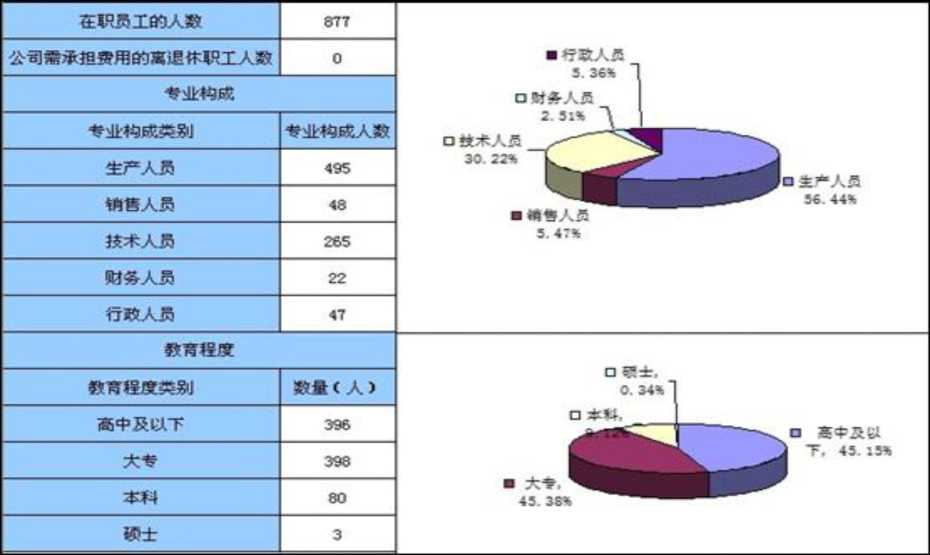 在职员工的人数 877
公司需承担费用的离退休职工人数 0
专业构成
专业构成类别 专业构成人数
生产人员 495
销售人员 48
技术人员 265
财务人员 22
行政人员 47
教育程度
教育程度类别 数量（人）
高中及以下 396
大专 398
本科 80
硕士 3
行政人员
5.36%
财务人员
2.51%
技术人员
30.22%
生产人员
56.44%
销售人员
5.47%
硕士,
0.34%
本科,
9.12%
高中及以
下, 45.15%
大专,
45.38%